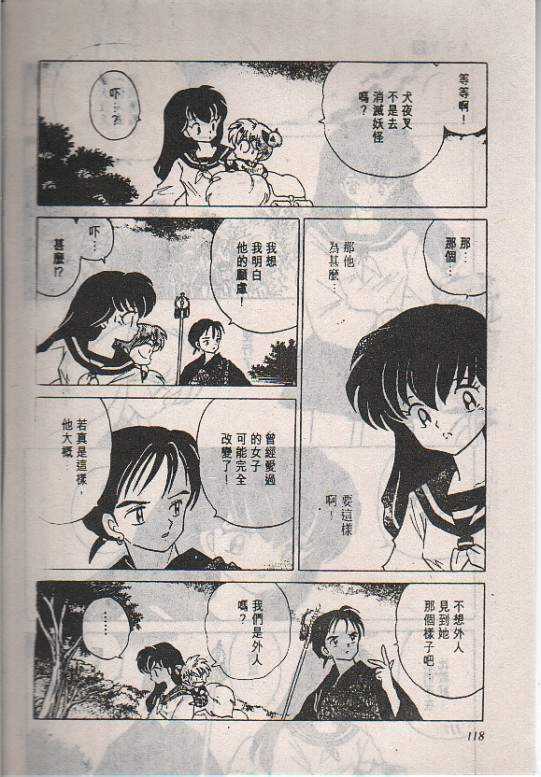 等等啊！
犬夜叉
不是去
消滅妖怪
嗎？
吓…？
那…
那個…
那他
為甚麼…
要這樣
啊！
我想
我明白
他的顧慮！
吓…
甚麼!?
曾經愛過
的女子
可能完全
改變了！
若真是這樣，
他大概…
不想外人
見到她
那個樣子吧…
我們是外人
嗎？
……
118